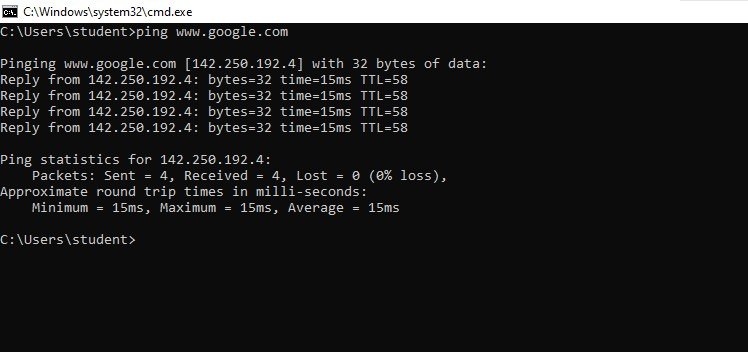 C:\Windows\system32\cmd.exe
C:\Users\student>ping www.google.com
Pinging www.google.com [142.250.192.4] with 32 bytes of data:
Reply from 142.250.192.4: bytes=32 time=15ms TTL=58
Reply from 142.250.192.4: bytes=32 time=15ms TTL=58
Reply from 142.250.192.4: bytes=32 time=15ms TTL=58
Reply from 142.250.192.4: bytes=32 time=15ms TTL=58
Ping statistics for 142.250.192.4:
    Packets: Sent = 4, Received = 4, Lost = 0 (0% loss),
Approximate round trip times in milli-seconds:
    Minimum = 15ms, Maximum = 15ms, Average = 15ms
C:\Users\student>